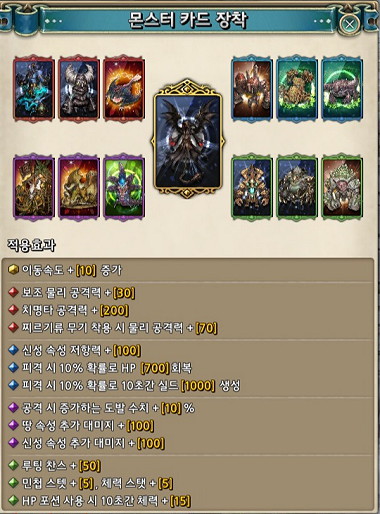 몬스터 카드 장착
적용효과
이동속도 + [10] 증가
보조 물리 공격력 + [30]
치명타 공격력 + [200]
찌르기류 무기 착용 시 물리 공격력 + [70]
신성 속성 저항력 + [100]
피격 시 10% 확률로 HP [700] 회복
피격 시 10% 확률로 10초간 실드 [1000] 생성
공격 시 증가하는 도발 수치 + [10] %
땅 속성 추가 대미지 + [100]
신성 속성 추가 대미지 + [100]
루팅 찬스 + [50]
민첩 스텟 + [5], 체력 스탯 + [5]
HP 포션 사용 시 10초간 체력 + [15]